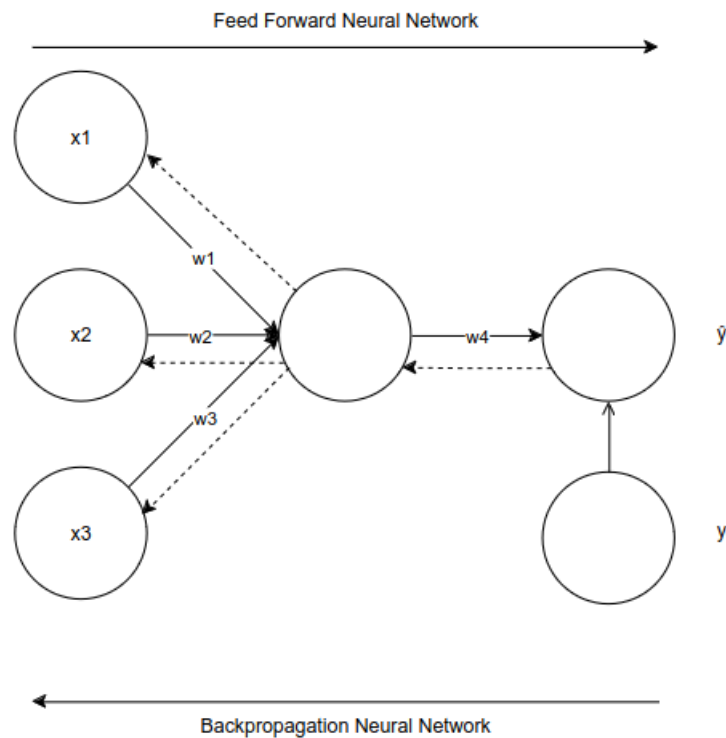 Feed Forward Neural Network
x1
w1
x2
w2
w4
ŷ
w3
x3
y
Backpropagation Neural Network